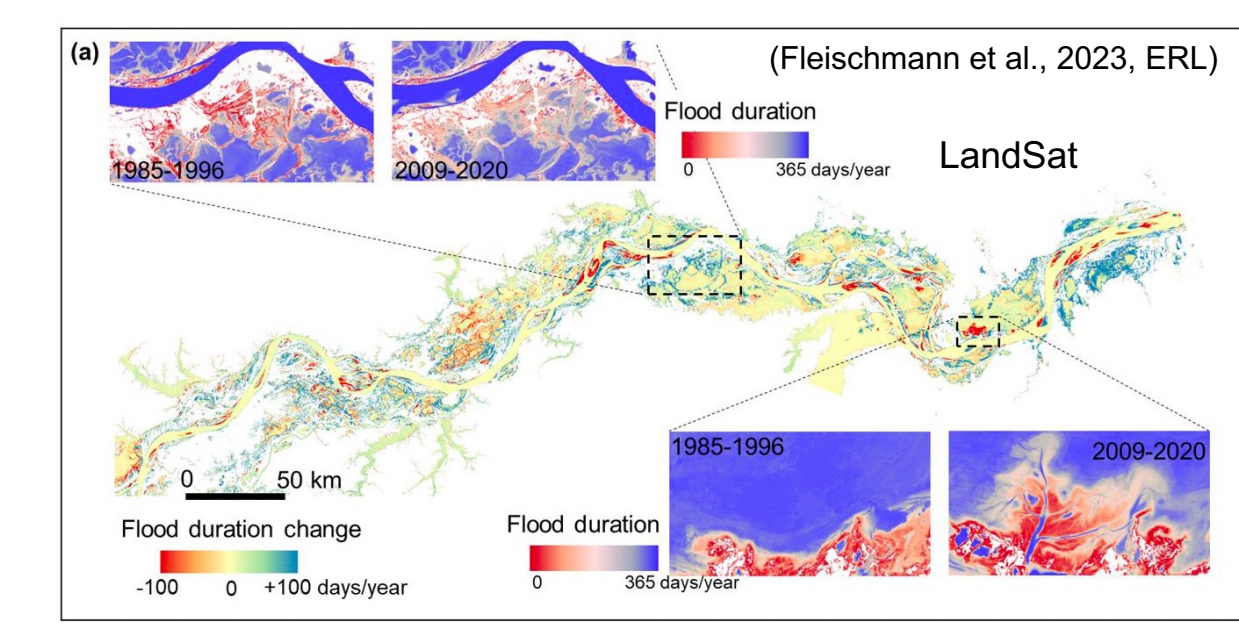 (a)
(Fleischmann et al., 2023, ERL)
1985-1996
2009-2020
Flood duration
0 365 days/year
LandSat
0 50 km
Flood duration change
-100 0 +100 days/year
Flood duration
0 365 days/year
1985-1996
2009-2020